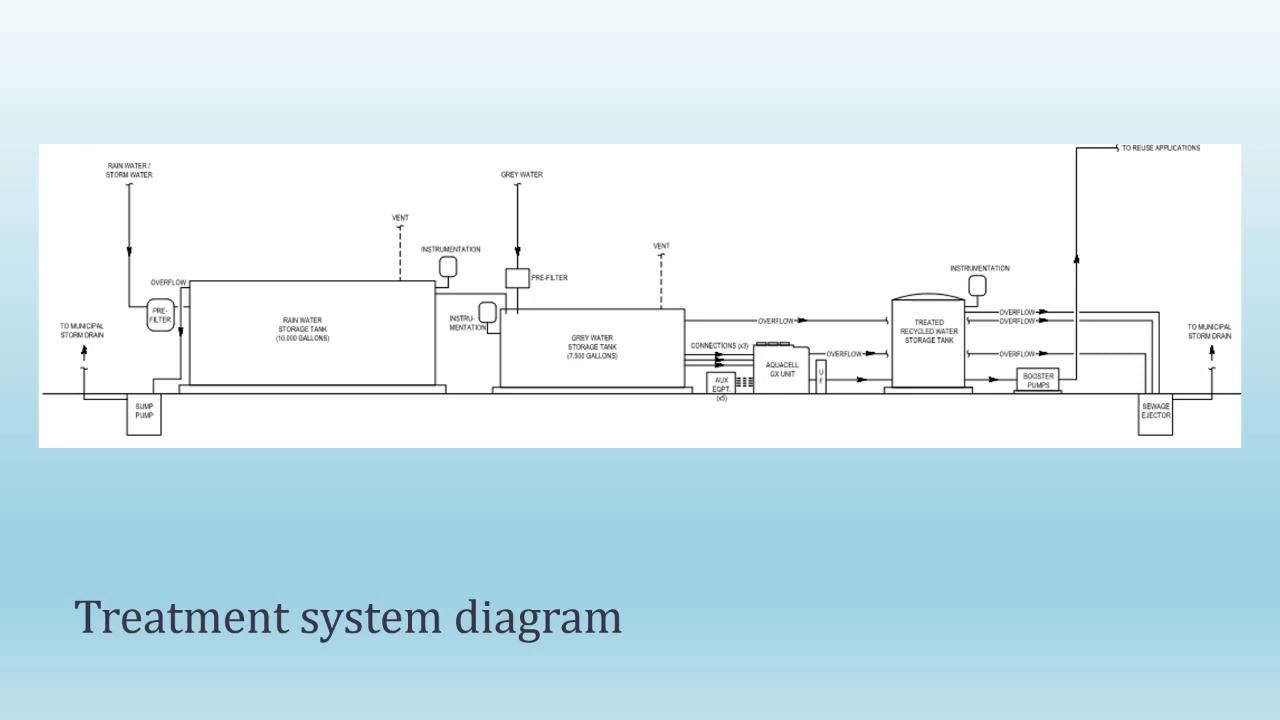 TO REUSE APPLICATIONS
RAIN WATER /
STORM WATER
GREY WATER
VENT
INSTRUMENTATION
VENT
PRE-FILTER
INSTRUMENTATION
OVERFLOW
PRE-
FILTER
RAIN WATER
STORAGE TANK
(10,000 GALLONS)
INSTRU-
MENTATION
GREY WATER
STORAGE TANK
(7,500 GALLONS)
OVERFLOW
CONNECTIONS (x3)
AQUACELL
GX UNIT
AUX
EQPT.
(x5)
OVERFLOW
U
F
TREATED
RECYCLED WATER
STORAGE TANK
OVERFLOW
OVERFLOW
OVERFLOW
BOOSTER
PUMPS
TO MUNICIPAL
STORM DRAIN
TO MUNICIPAL
STORM DRAIN
SUMP
PUMP
SEWAGE
EJECTOR
Treatment system diagram